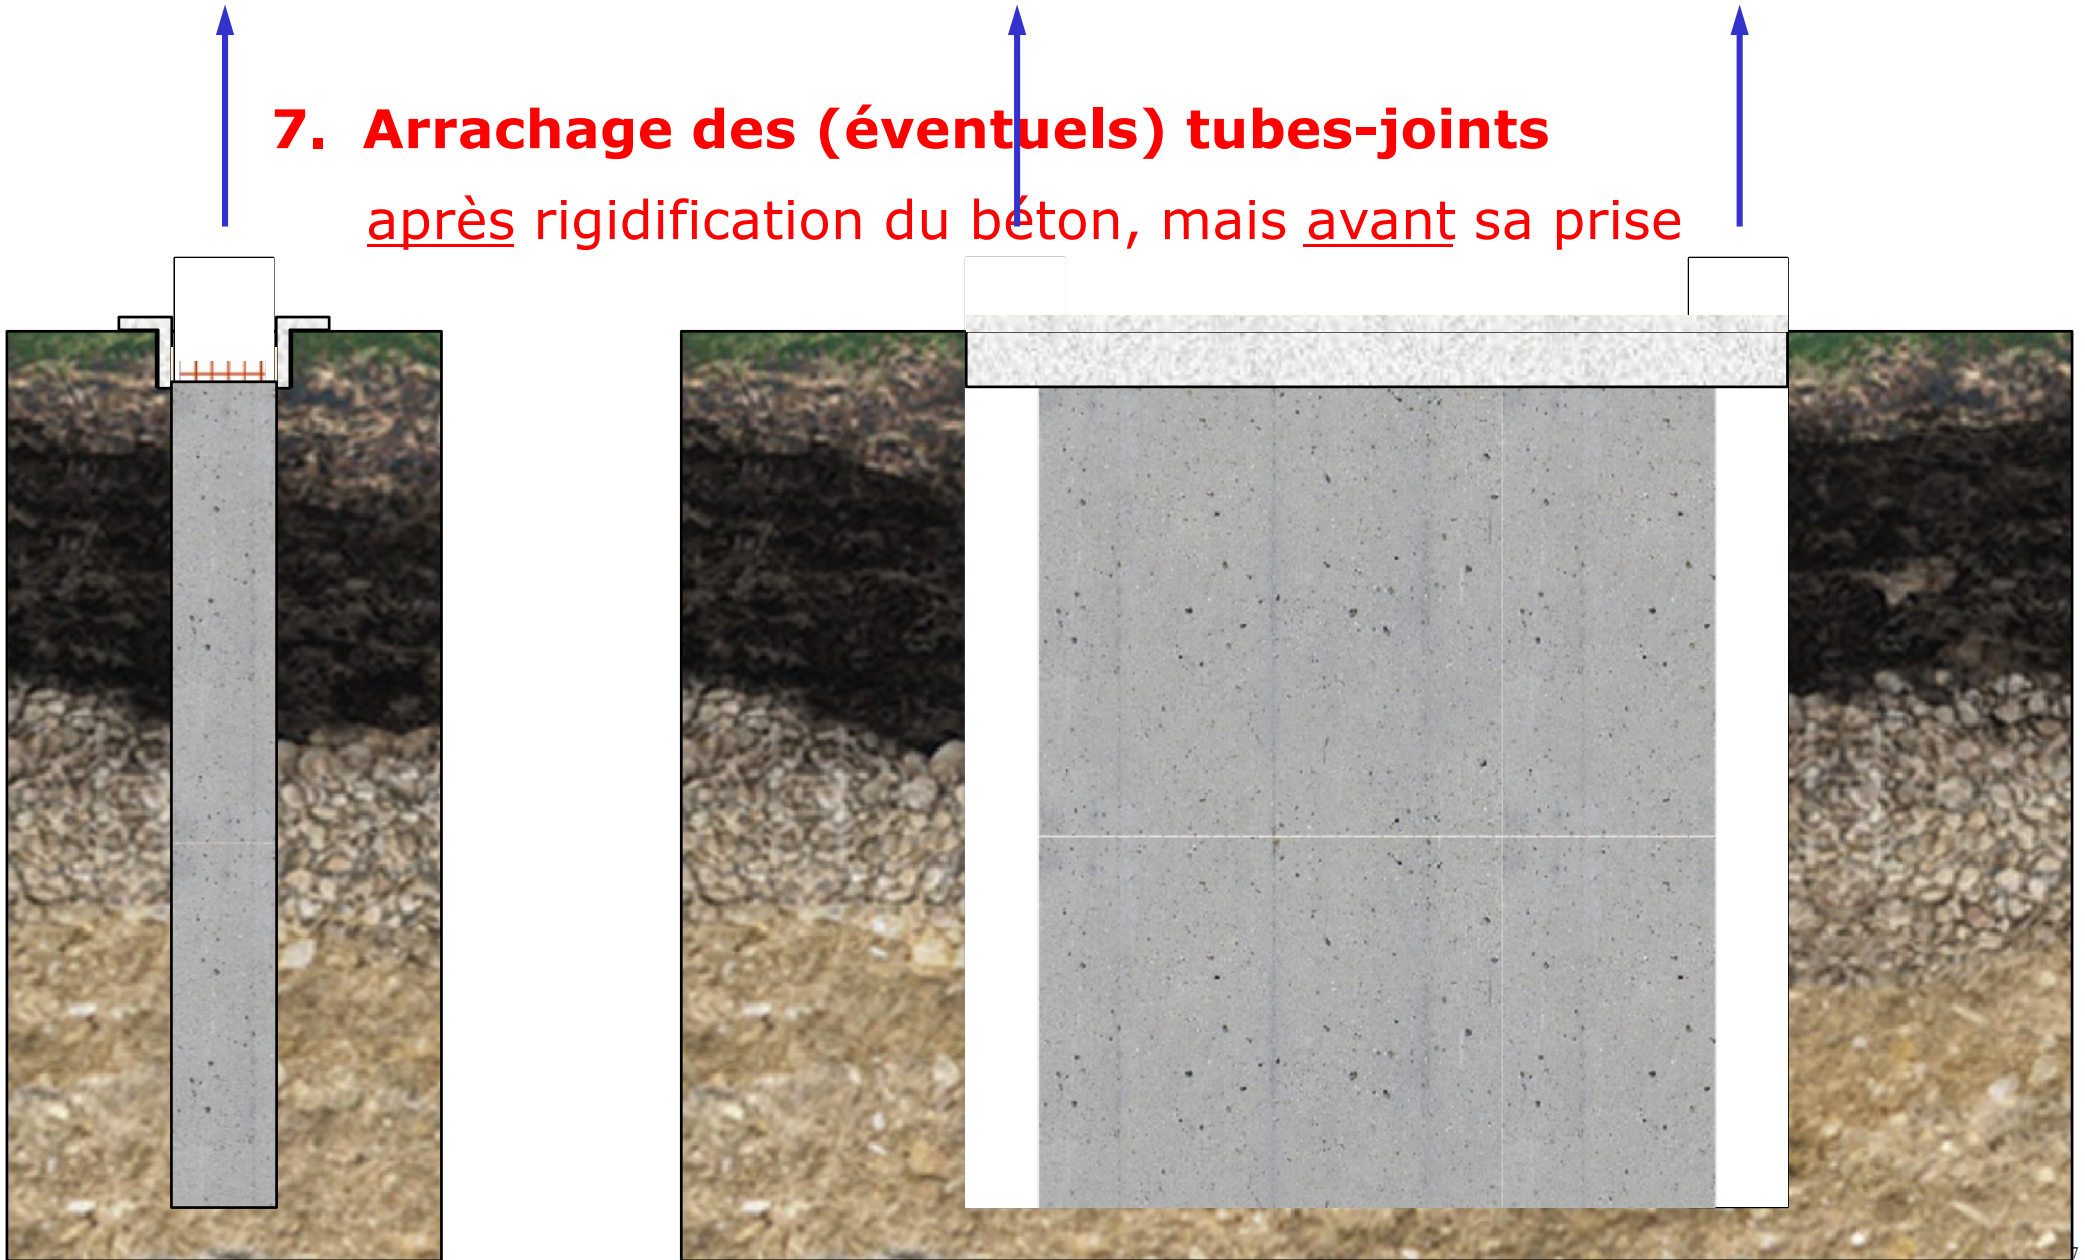 7. Arrachage des (éventuels) tubes-joints
après rigidification du béton, mais avant sa prise